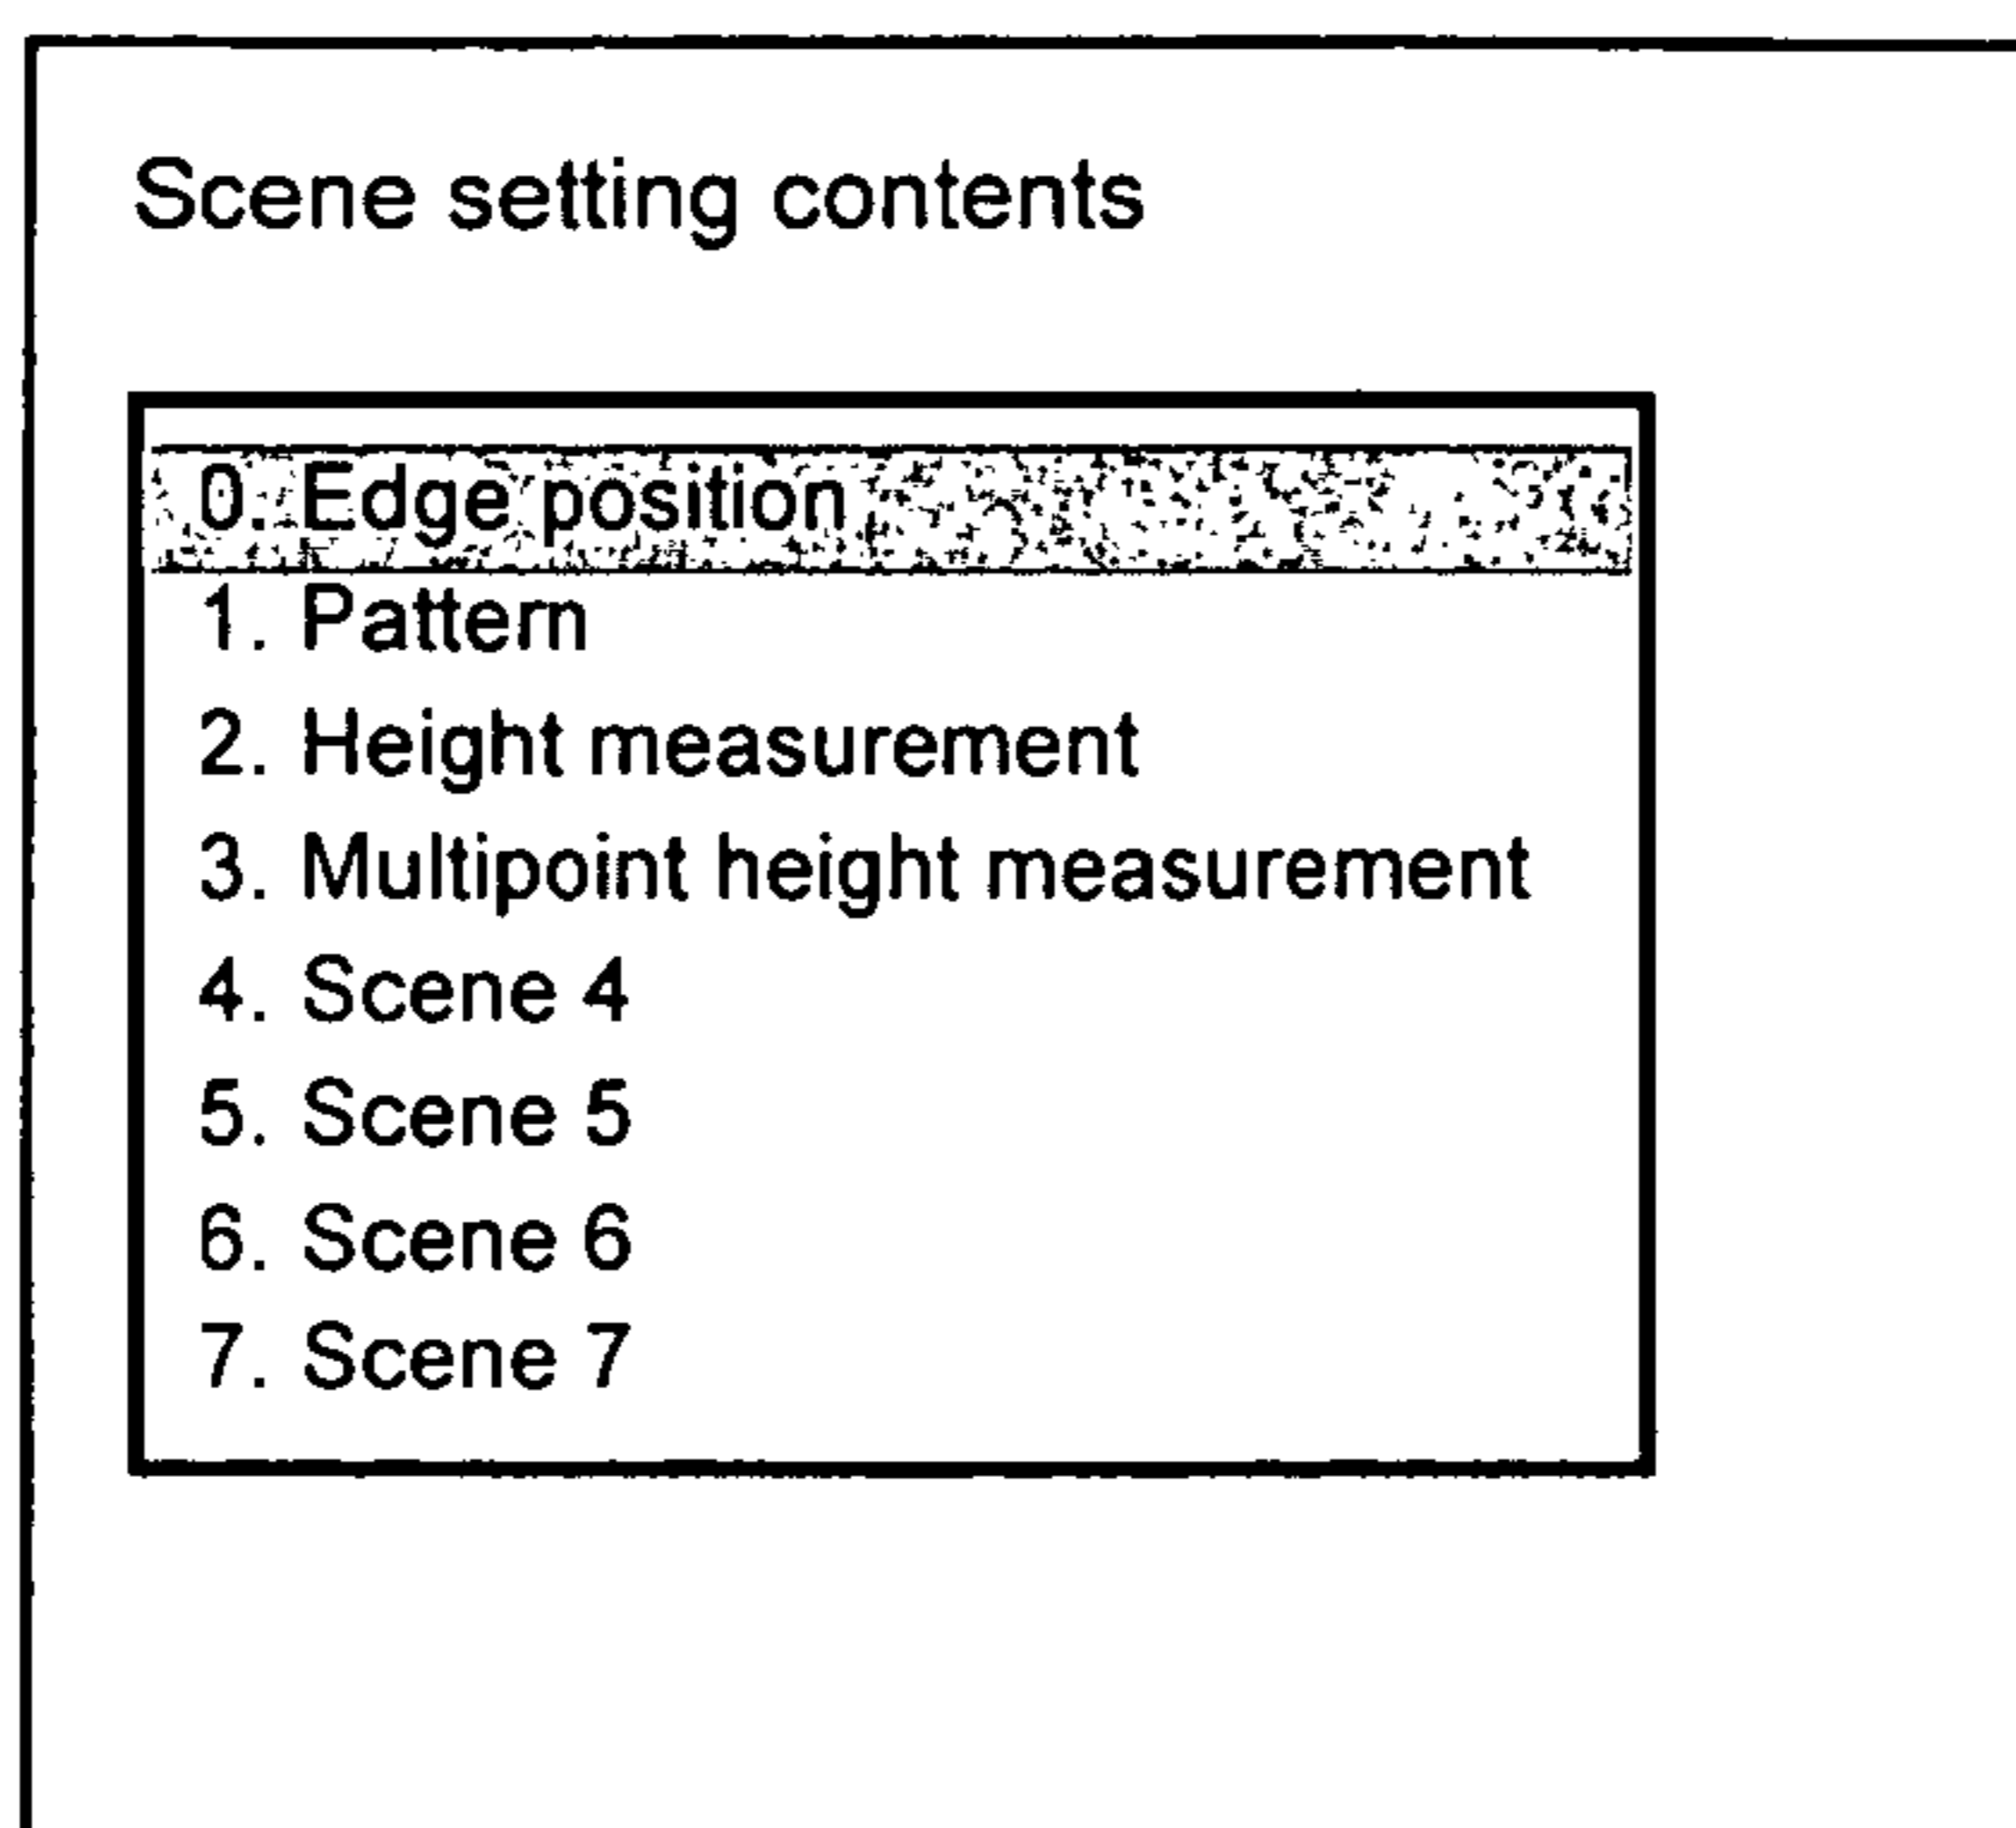 Scene setting contents
0. Edge position
1. Pattern
2. Height measurement
3. Multipoint height measurement
4. Scene 4
5. Scene 5
6. Scene 6
7. Scene 7